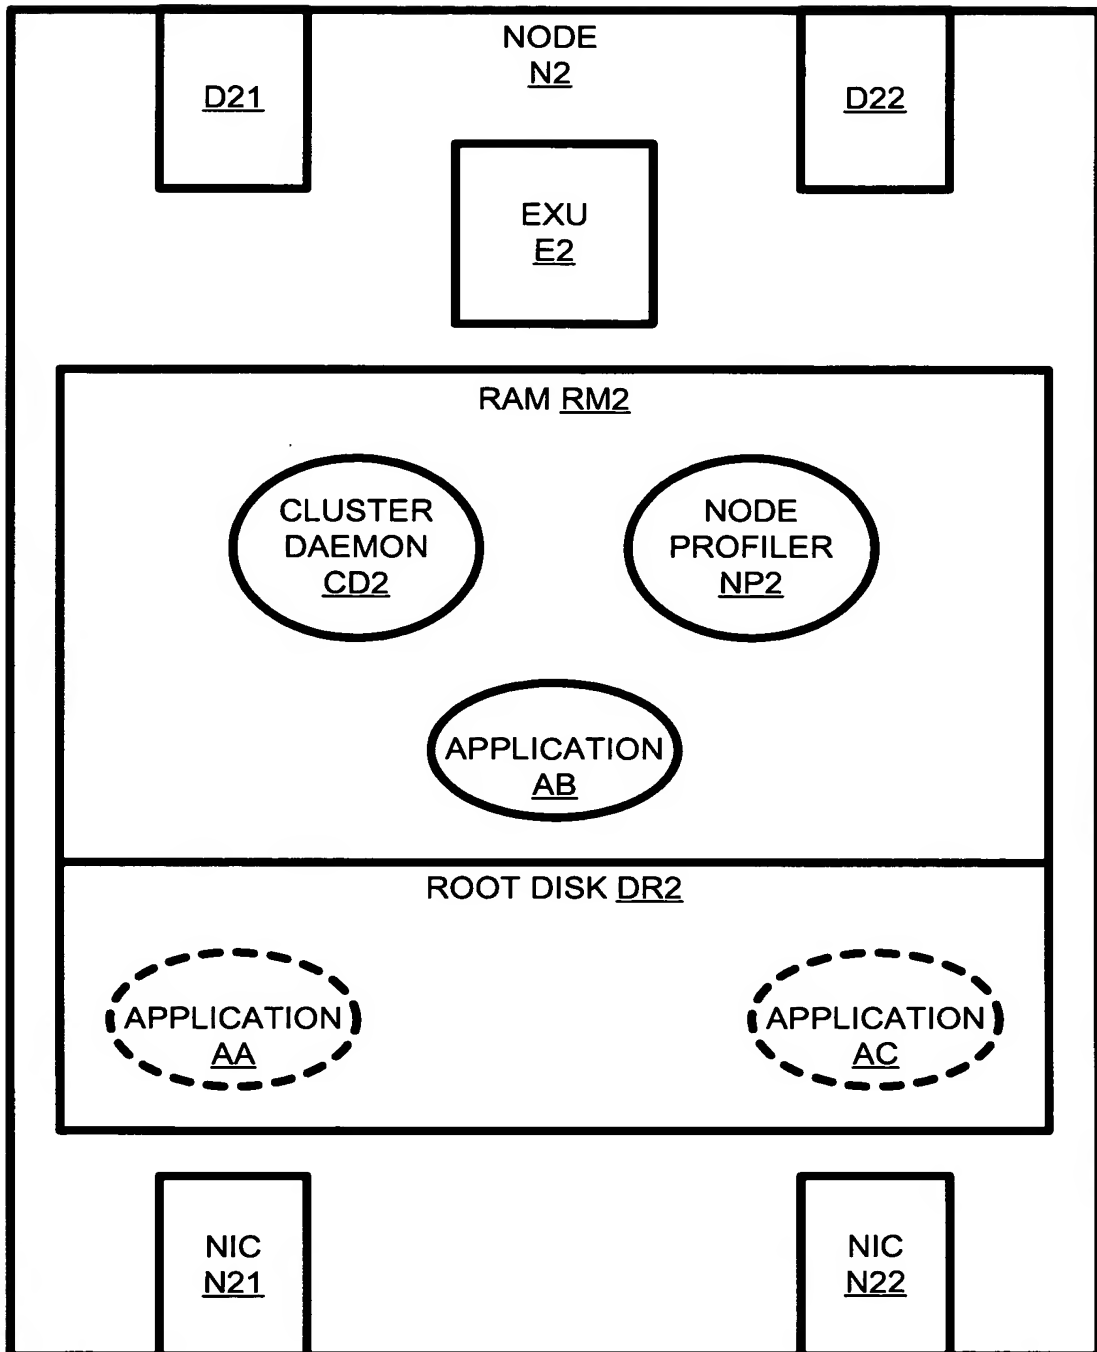 NODE
N2
D21
D22
EXU
E2
RAM RM2
CLUSTER
DAEMON
CD2
NODE
PROFILER
NP2
APPLICATION
AB
ROOT DISK DR2
APPLICATION
AA
APPLICATION
AC
NIC
N21
NIC
N22